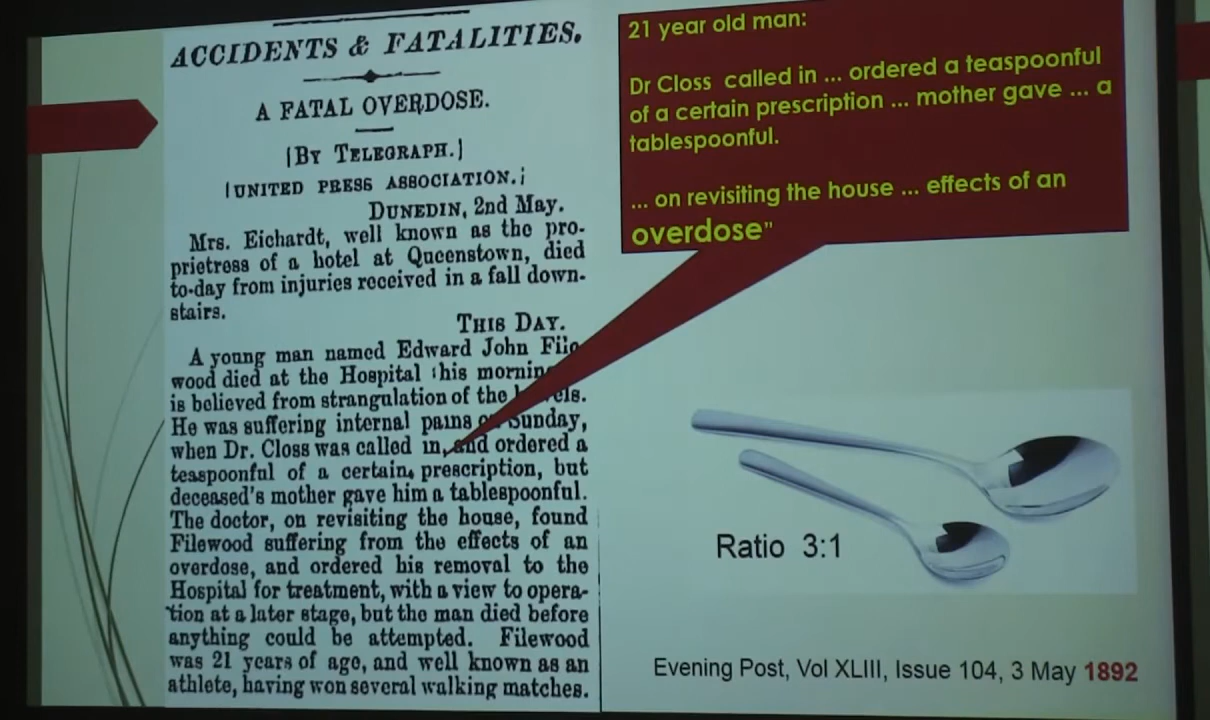 ACCIDENTS & FATALITIES.
A FATAL OVERDOSE.
[BY TELEGRAPH.]
[UNITED PRESS ASSOCIATION.]
DUNEDIN, 2nd May.
Mrs. Eichardt, well known as the pro-
prietress of a hotel at Queenstown, died
to-day from injuries received in a fall down-
stairs.
THIS DAY.
A young man named Edward John File
wood died at the Hospital this morning
is believed from strangulation of the
He was suffering internal pains Sunday,
when Dr. Closs was called in, and ordered a
teaspoonful of a certain prescription, but
deceased's mother gave him a tablespoonful.
The doctor, on revisiting the house, found
Filewood suffering from the effects of an
overdose, and ordered his removal to the
Hospital for treatment, with a view to opera-
tion at a later stage, but the man died before
anything could be attempted. Filewood
was 21 years of age, and well known as an
athlete, having won several walking matches.
21 year old man:
Dr Closs called in ... ordered a teaspoonful
of a certain prescription ... mother gave ... a
tablespoonful.
... on revisiting the house ... effects of an
overdose"
Ratio 3:1
Evening Post, Vol XLIII, Issue 104, 3 May 1892